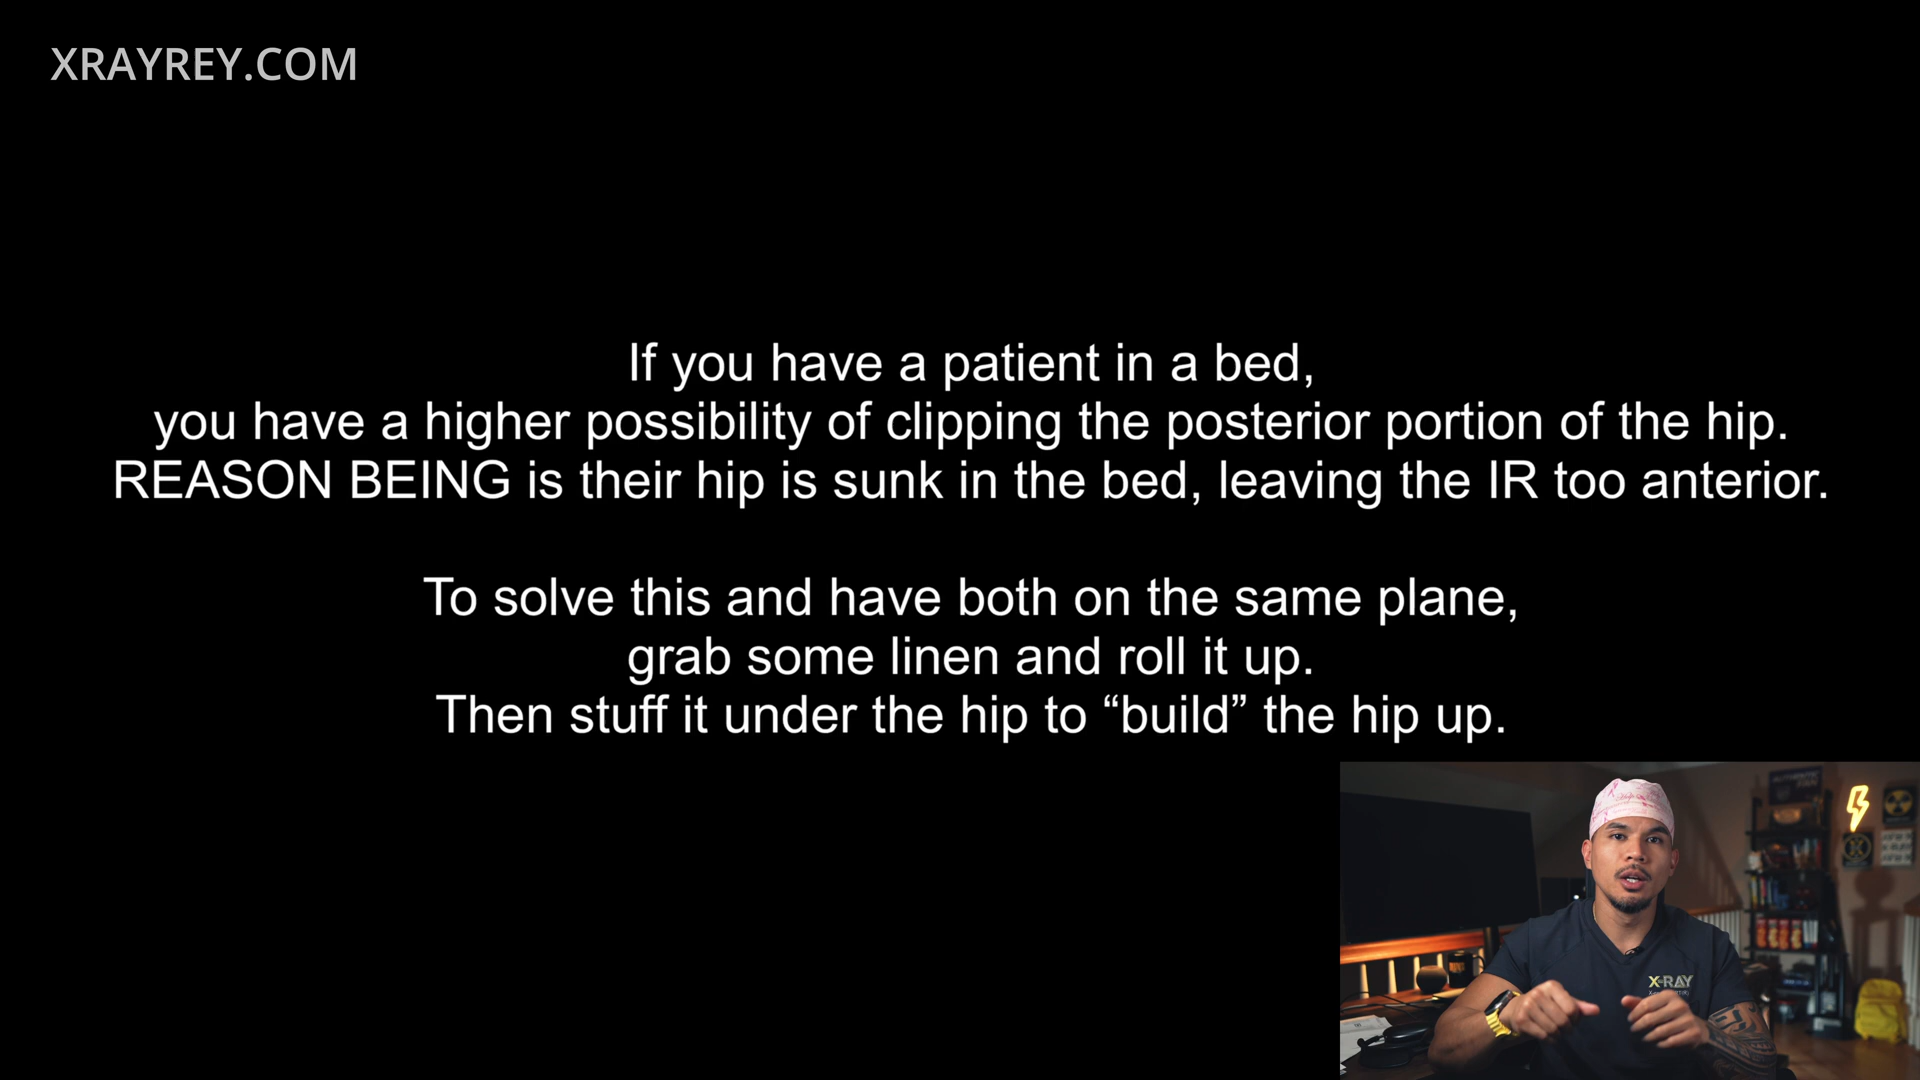 XRAYREY.COM
If you have a patient in a bed,
you have a higher possibility of clipping the posterior portion of the hip.
REASON BEING is their hip is sunk in the bed, leaving the IR too anterior.
To solve this and have both on the same plane,
grab some linen and roll it up.
Then stuff it under the hip to “build” the hip up.
X-RAY